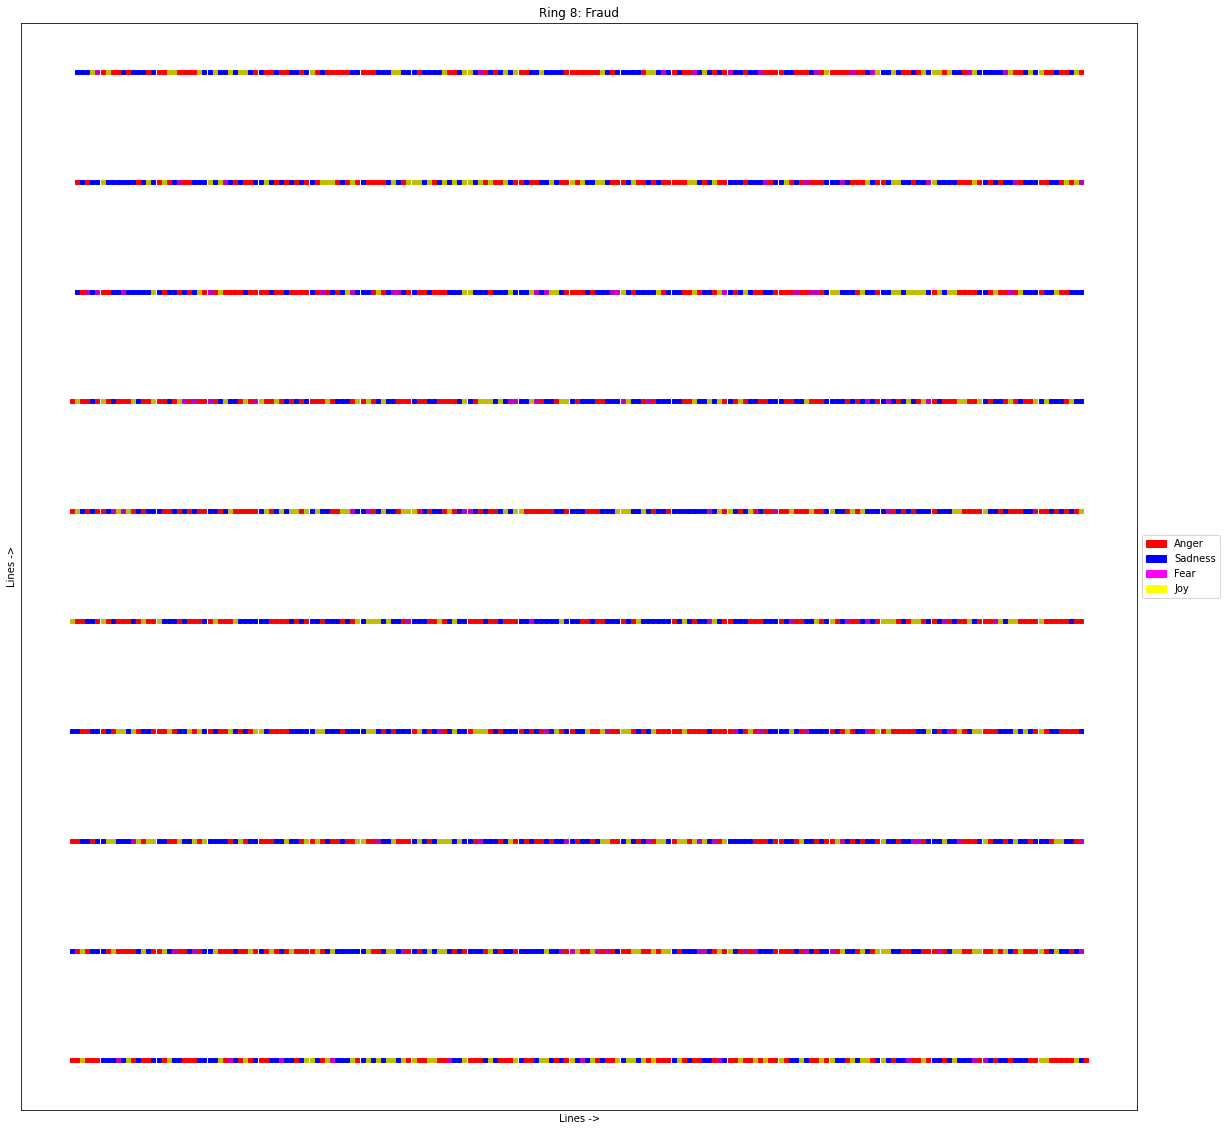 Ring 8: Fraud
Lines ->
Anger
Sadness
Fear
Joy
Lines ->